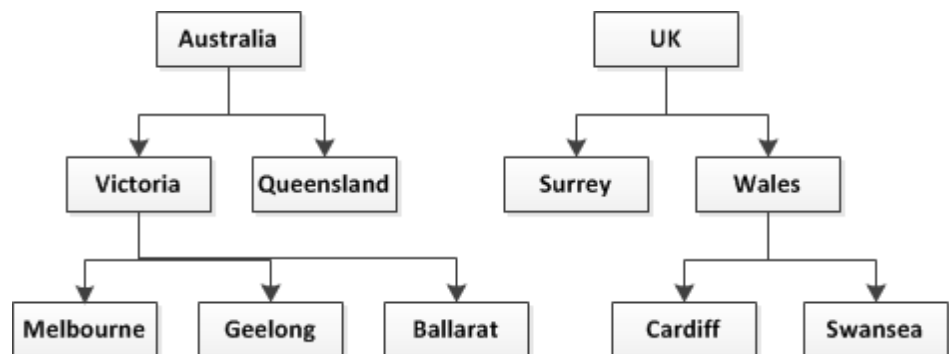 Australia
UK
Victoria
Queensland
Surrey
Wales
Melbourne
Geelong
Ballarat
Cardiff
Swansea